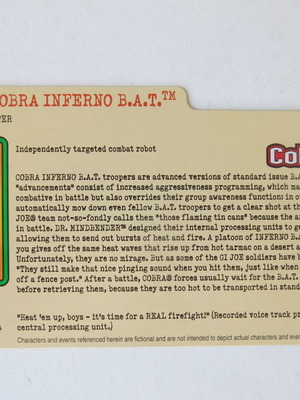 COBRA INFERNO B.A.T.™
PER
Independently targeted combat robot
Cob
COBRA INFERNO B.A.T. troopers are advanced versions of standard issue B.A
"advancements" consist of increased aggressiveness programming, which ma
combative in battle but also overrides their group awareness functions in o
automatically mow down even fellow B.A.T. troopers to get a clear shot at th
JOE® team not-so-fondly calls them "those flaming tin cans" because the an
in battle. DR. MINDBENDER™ designed their internal processing units to ge
allowing them to send out bursts of heat and fire. A platoon of INFERNO B.A
you gives off the same heat waves that rise up from hot tarmac on a desert a
Unfortunately, they are no mirage. But as some of the GI JOE soldiers have b
"They still make that nice pinging sound when you hit them, just like when
off a fence post." After a battle, COBRA® forces usually wait for the B.A.T.
before retrieving them, because they are too hot to be transported in standa
"Heat 'em up, boys - it's time for a REAL firefight!" (Recorded voice track pr
central processing unit.)
Characters and events referenced herein are fictional and are not intended to depict actual characters and event